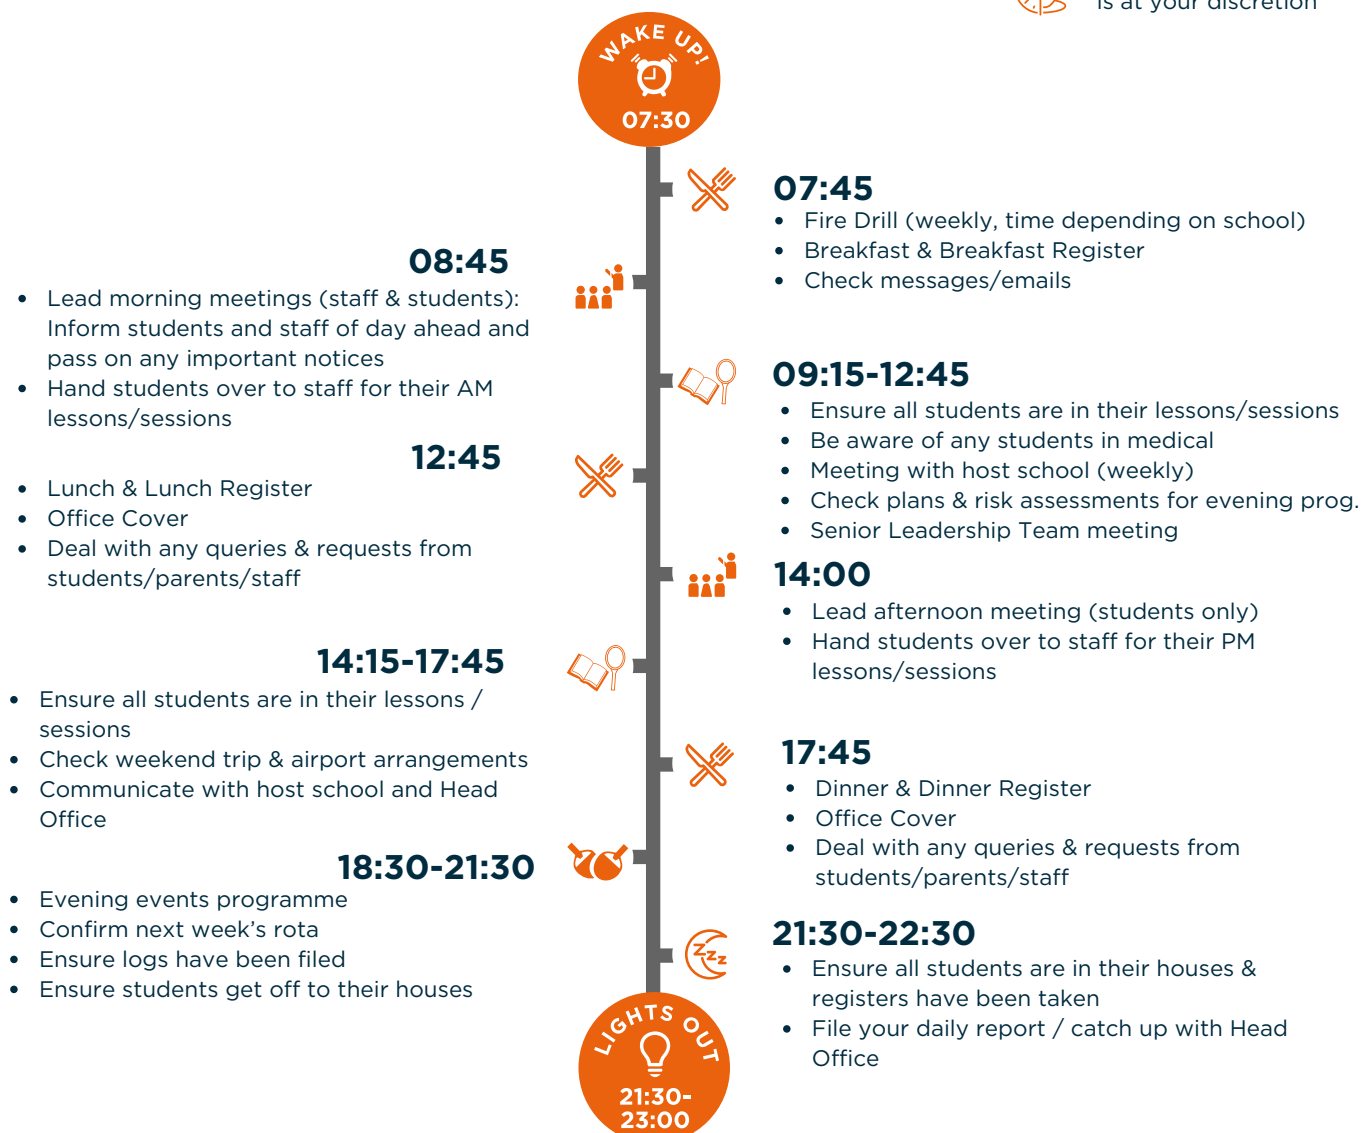 is at your discretion
WAKE UP!
07:30
07:45
• Fire Drill (weekly, time depending on school)
• Breakfast & Breakfast Register
• Check messages/emails
08:45
• Lead morning meetings (staff & students):
Inform students and staff of day ahead and
pass on any important notices
• Hand students over to staff for their AM
lessons/sessions
09:15-12:45
• Ensure all students are in their lessons/sessions
• Be aware of any students in medical
• Meeting with host school (weekly)
• Check plans & risk assessments for evening prog.
• Senior Leadership Team meeting
12:45
• Lunch & Lunch Register
• Office Cover
• Deal with any queries & requests from
students/parents/staff
14:00
• Lead afternoon meeting (students only)
• Hand students over to staff for their PM
lessons/sessions
14:15-17:45
• Ensure all students are in their lessons /
sessions
• Check weekend trip & airport arrangements
• Communicate with host school and Head
Office
17:45
• Dinner & Dinner Register
• Office Cover
• Deal with any queries & requests from
students/parents/staff
18:30-21:30
• Evening events programme
• Confirm next week's rota
• Ensure logs have been filed
• Ensure students get off to their houses
21:30-22:30
• Ensure all students are in their houses &
registers have been taken
• File your daily report / catch up with Head
Office
zzz
LIGHTS OUT
21:30-
23:00